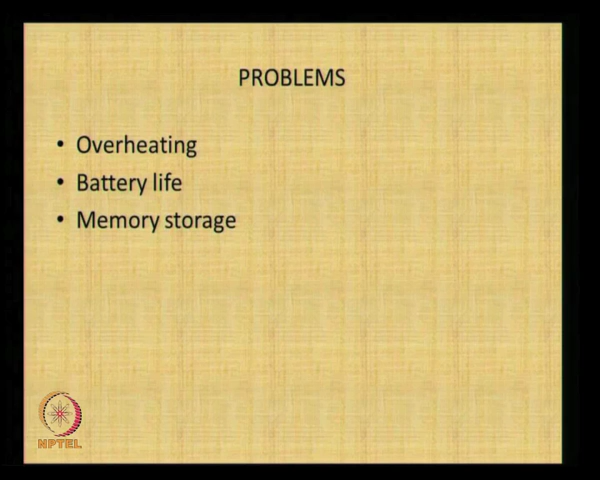 PROBLEMS
• Overheating
• Battery life
• Memory storage
NPTEL